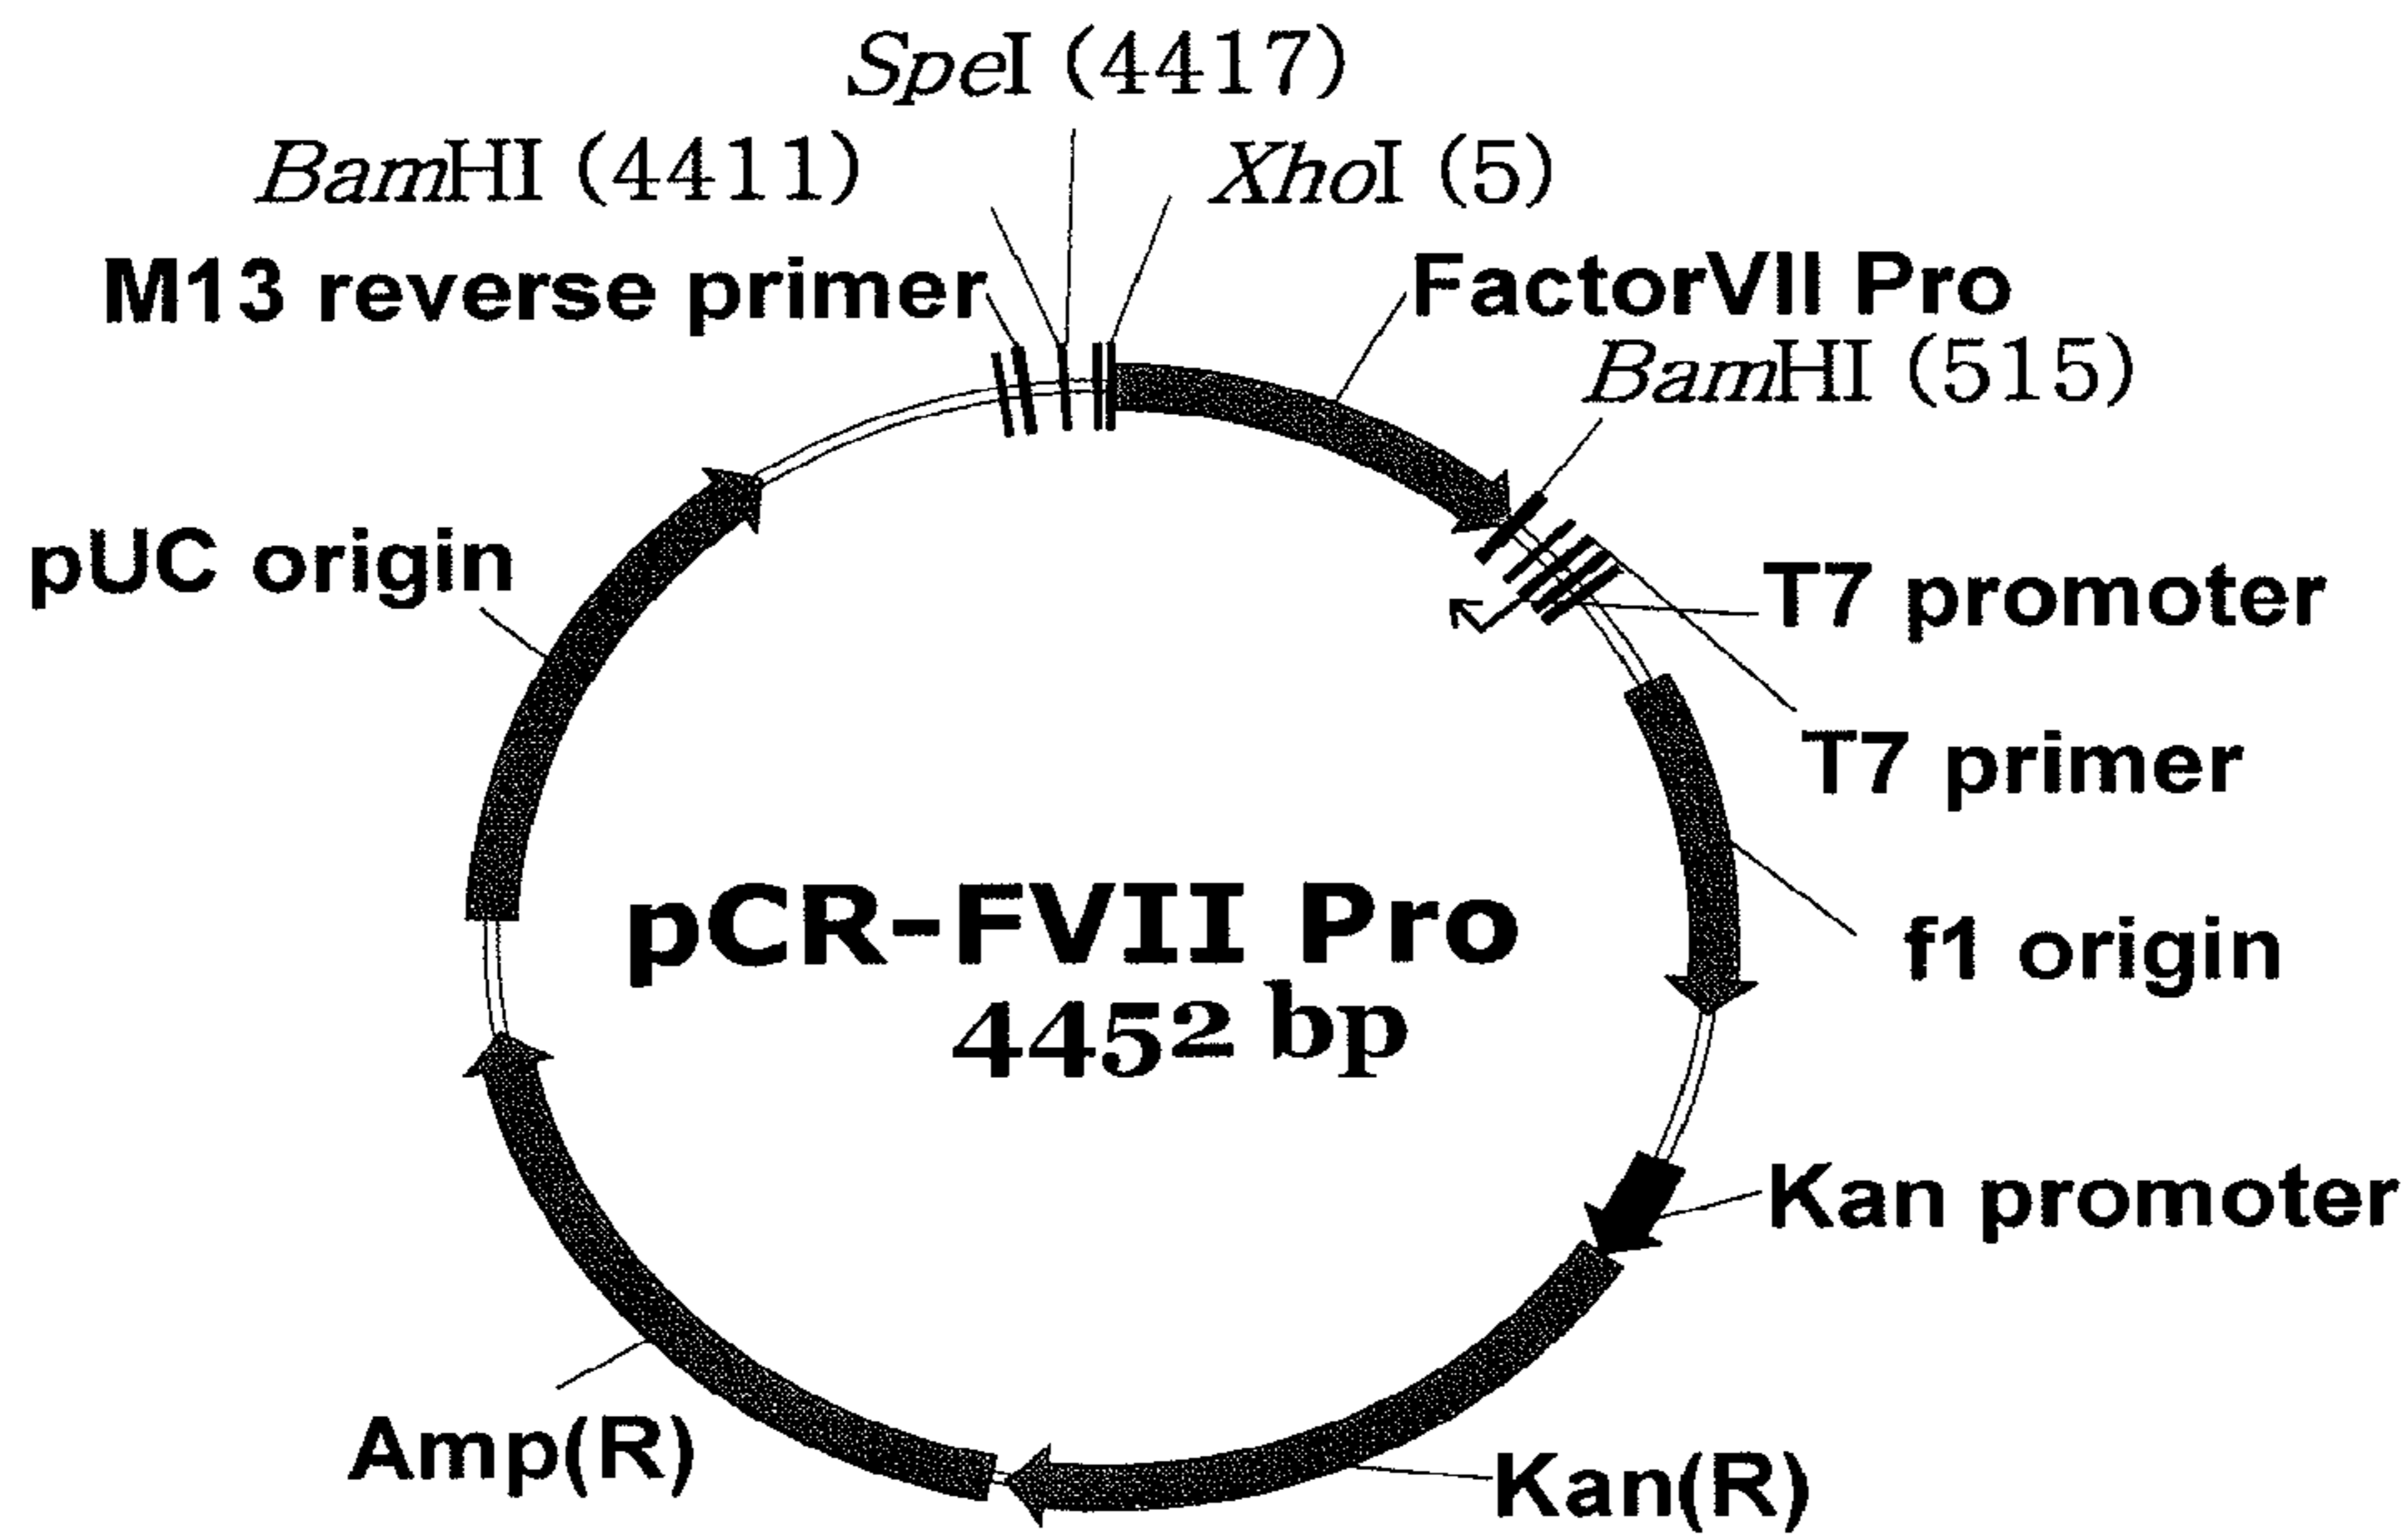 SpeI (4417)
BamHI (4411)
XhoI (5)
M13 reverse primer
FactorVII Pro
BamHI (515)
pUC origin
T7 promoter
T7 primer
pCR-FVII Pro
4452 bp
f1 origin
Kan promoter
Amp(R)
Kan(R)